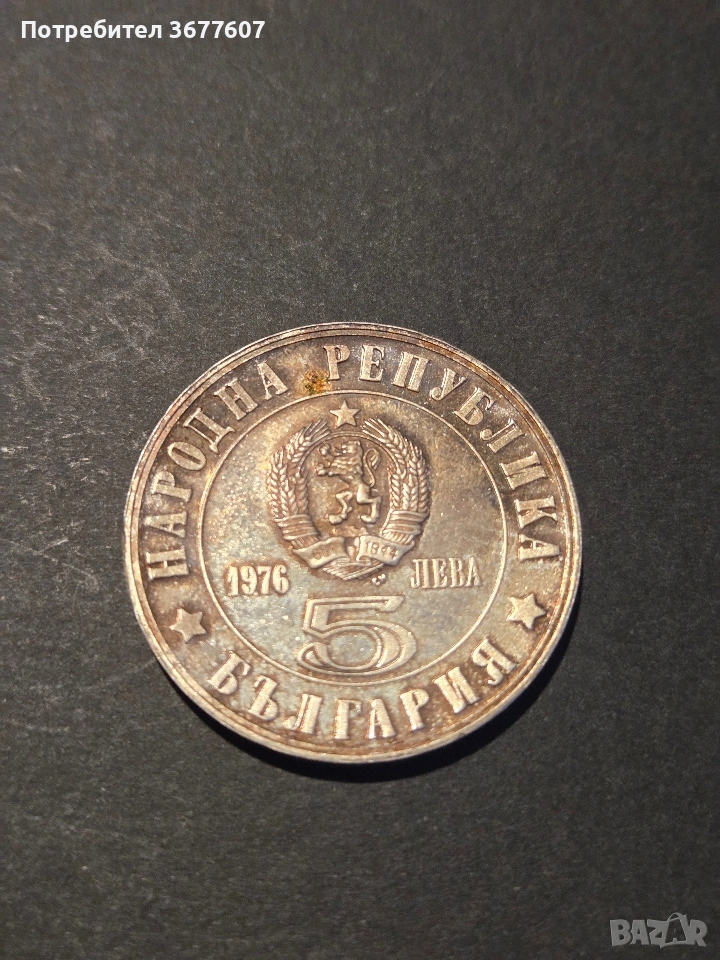 Потребител 3677607
НАРОДНА РЕПУБЛИКА
1944
1976 ЛЕВА
5
БЪЛГАРИЯ
BAZAR